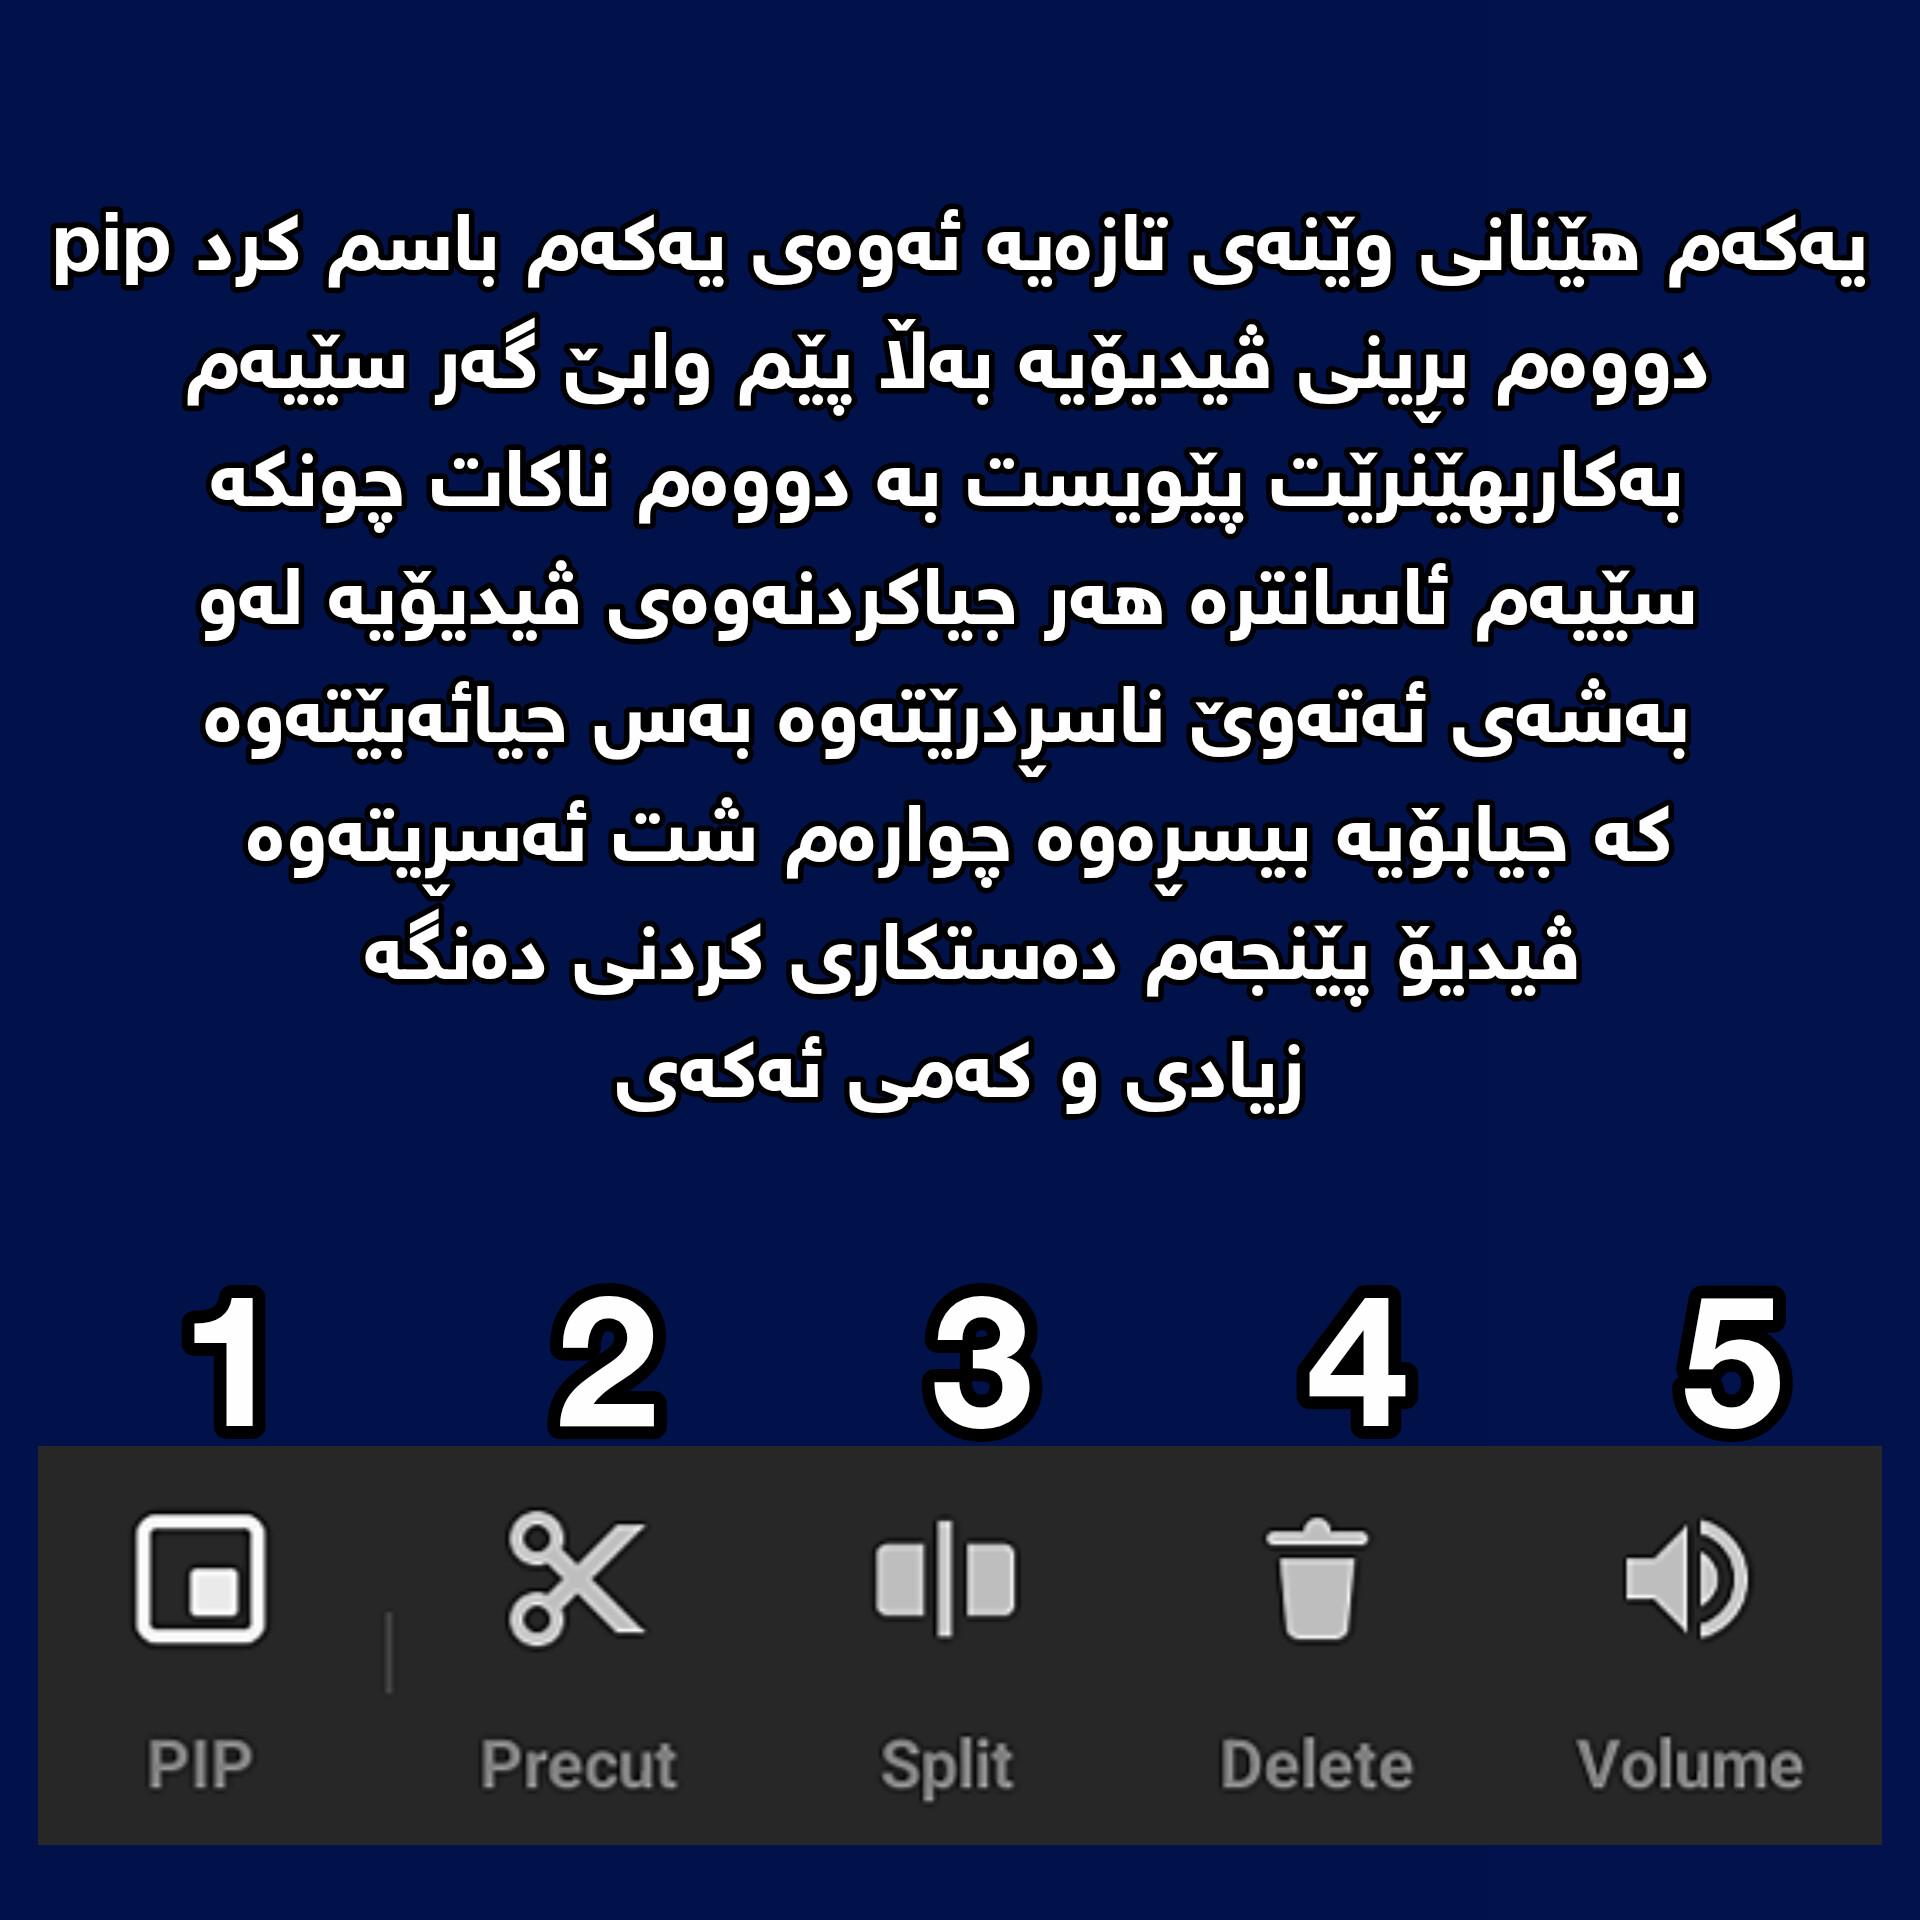 یەکەم هێنانی وێنەی تازەیە ئەوەی یەکەم باسم کرد pip
دووەم بڕینی ڤیدیۆیە بەڵا پێم وابێ گەر سێیەم
بەکاربهێنرێت پێویست بە دووەم ناکات چونکە
سێیەم ئاسانترە هەر جیاکردنەوەی ڤیدیۆیە لەو
بەشەی ئەتەوێ ناسڕدرێتەوە بەس جیائەبێتەوە
کە جیابۆیە بیسڕەوە چوارەم شت ئەسڕیتەوە
ڤیدیۆ پێنجەم دەستکاری کردنی دەنگە
زیادی و کەمی ئەکەی
1 2 3 4 5
PIP Precut Split Delete Volume